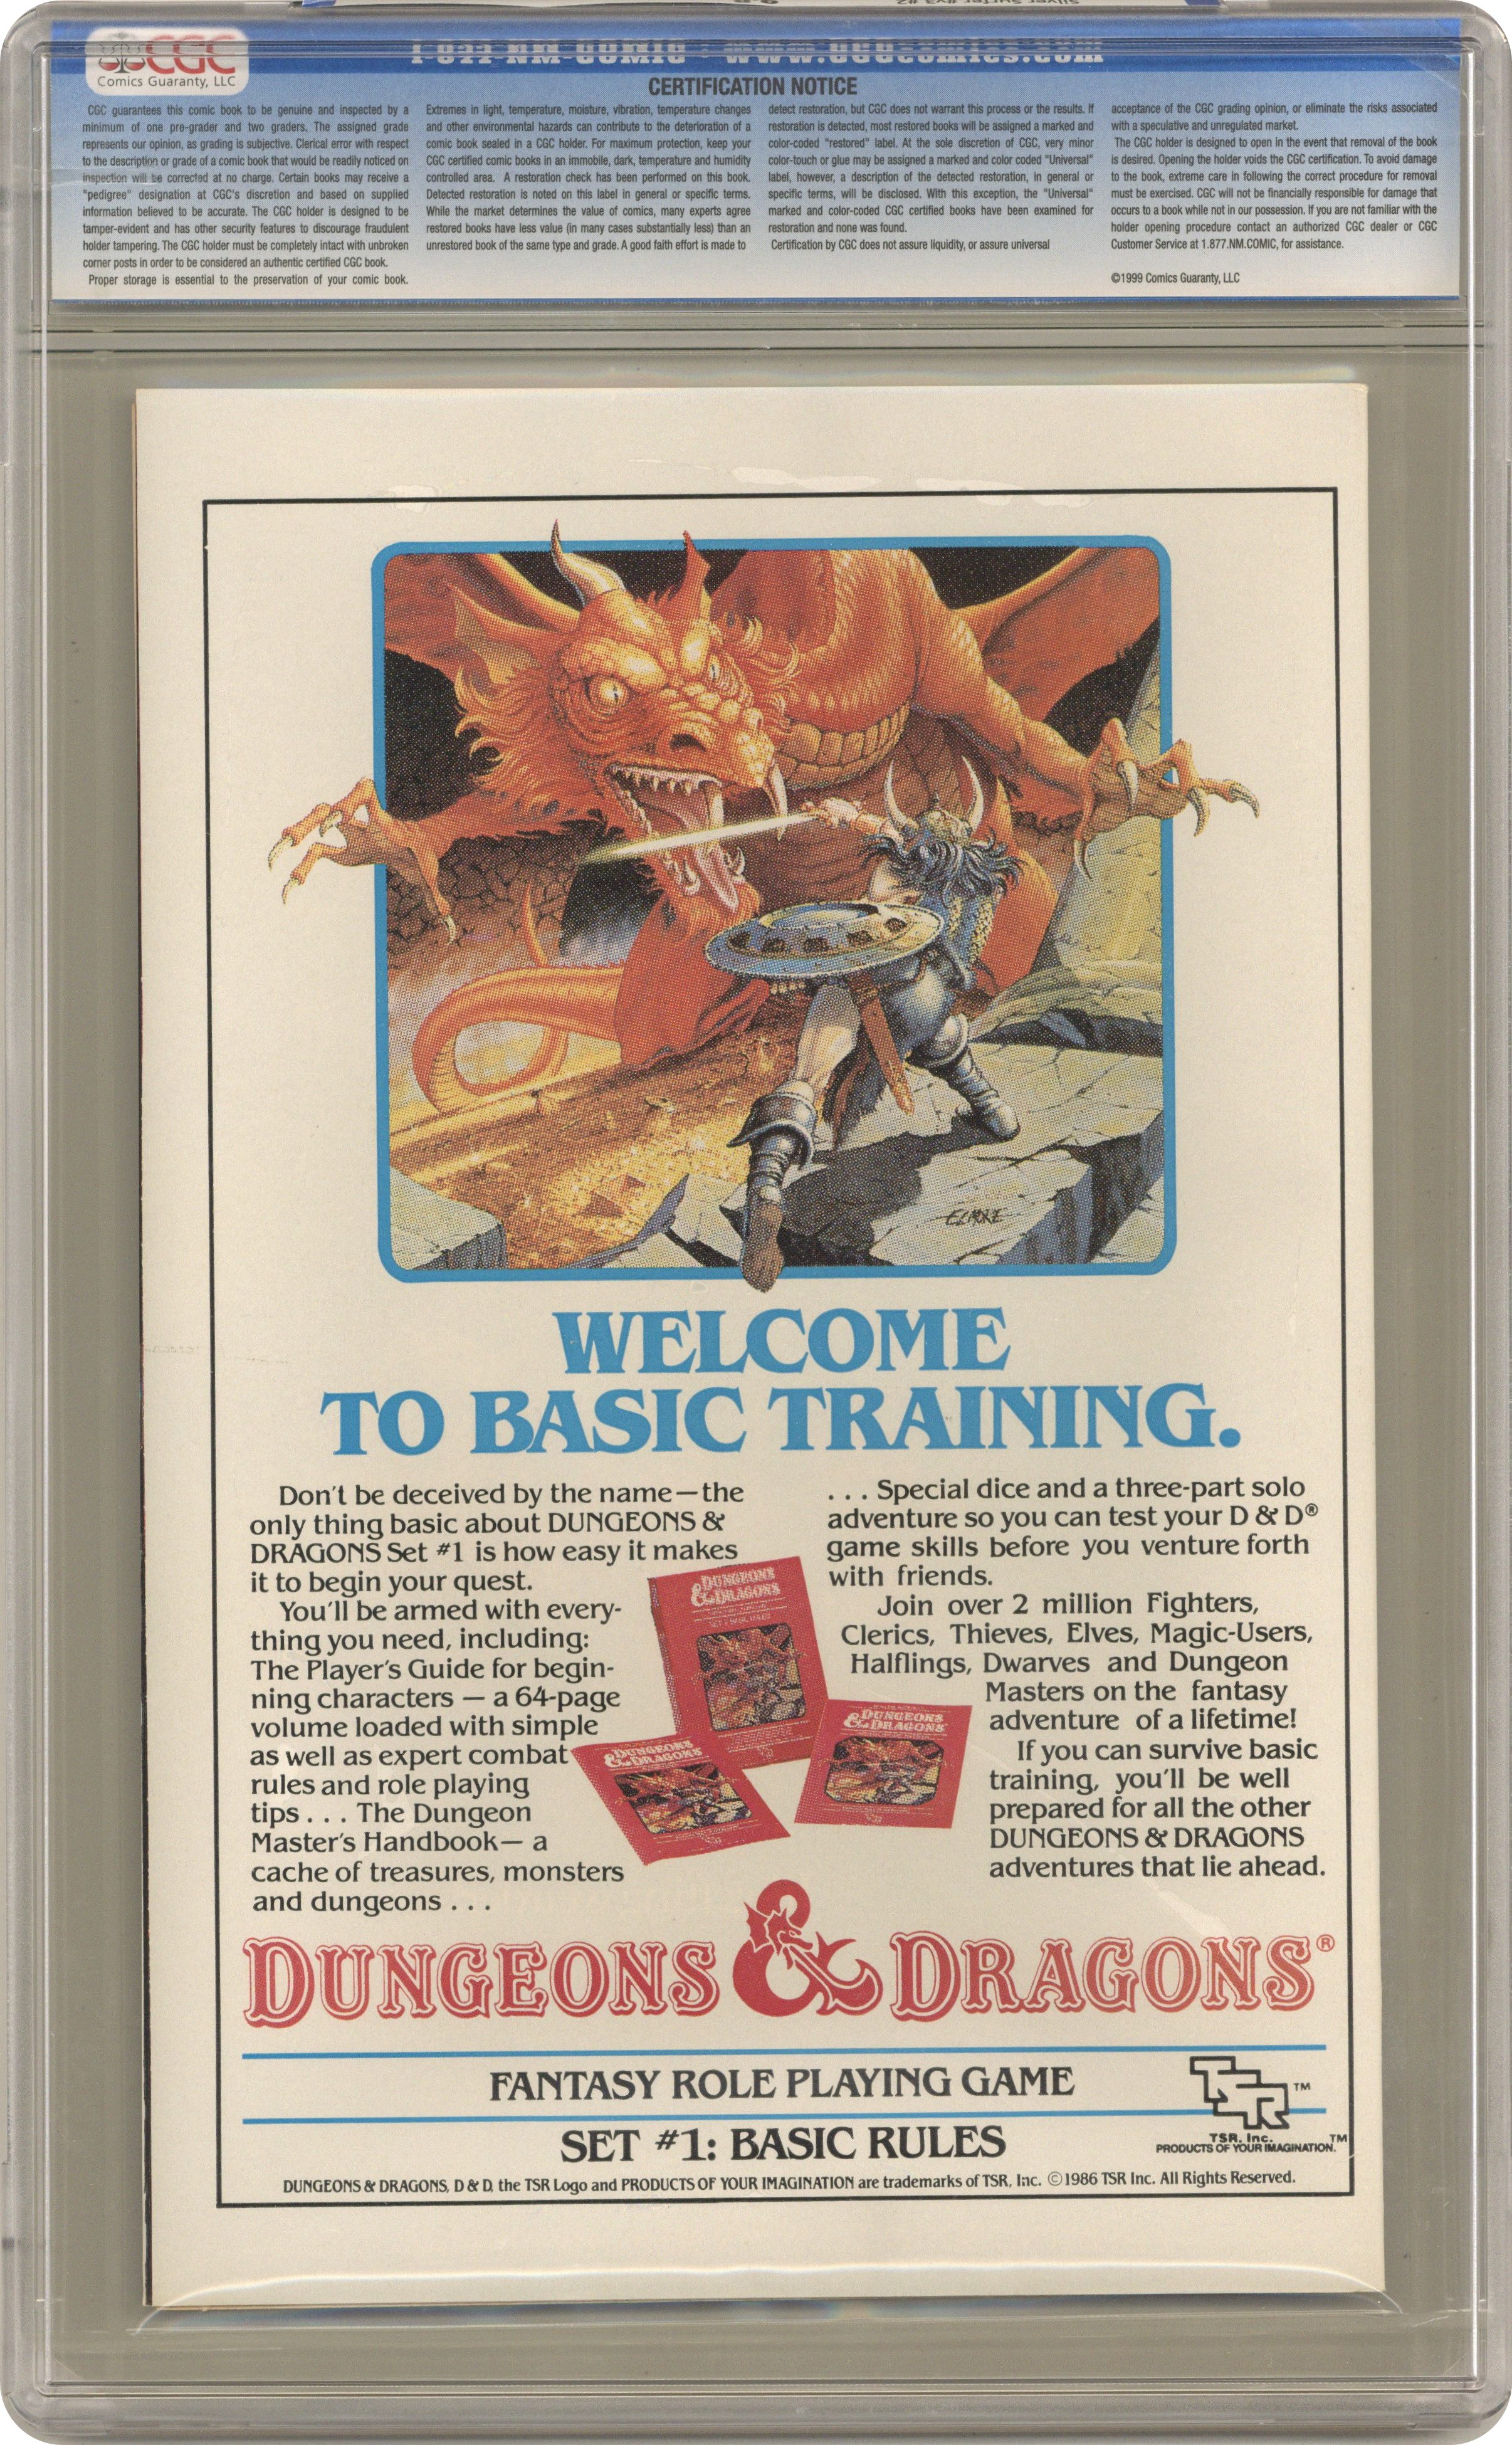 CGC
Comics Guaranty, LLC
CERTIFICATION NOTICE
CGC guarantees this comic book to be genuine and inspected by a
minimum of one pre-grader and two graders. The assigned grade
represents our opinion, as grading is subjective. Clerical error with respect
to the description or grade of a comic book that would be readily noticed on
inspection will be corrected at no charge. Certain books may receive a
"pedigree" designation at CGC's discretion and based on supplied
information believed to be accurate. The CGC holder is designed to be
tamper-evident and has other security features to discourage fraudulent
holder tampering. The CGC holder must be completely intact with unbroken
corner posts in order to be considered an authentic certified CGC book.
Proper storage is essential to the preservation of your comic book.
Extremes in light, temperature, moisture, vibration, temperature changes
and other environmental hazards can contribute to the deterioration of a
comic book sealed in a CGC holder. For maximum protection, keep your
CGC certified comic books in an immobile, dark, temperature and humidity
controlled area. A restoration check has been performed on this book.
Detected restoration is noted on this label in general or specific terms.
While the market determines the value of comics, many experts agree
restored books have less value (in many cases substantially less) than an
unrestored book of the same type and grade. A good faith effort is made to
detect restoration, but CGC does not warrant this process or the results. If
restoration is detected, most restored books will be assigned a marked and
color-coded "restored" label. At the sole discretion of CGC, very minor
color-touch or glue may be assigned a marked and color coded "Universal"
label, however, a description of the detected restoration, in general or
specific terms, will be disclosed. With this exception, the "Universal"
marked and color-coded CGC certified books have been examined for
restoration and none was found.
Certification by CGC does not assure liquidity, or assure universal
acceptance of the CGC grading opinion, or eliminate the risks associated
with a speculative and unregulated market.
The CGC holder is designed to open in the event that removal of the book
is desired. Opening the holder voids the CGC certification. To avoid damage
to the book, extreme care in following the correct procedure for removal
must be exercised. CGC will not be financially responsible for damage that
occurs to a book while not in our possession. If you are not familiar with the
holder opening procedure contact an authorized CGC dealer or CGC
Customer Service at 1.877.NM.COMIC, for assistance.
©1999 Comics Guaranty, LLC
WELCOME
TO BASIC TRAINING.
Don't be deceived by the name—the
only thing basic about DUNGEONS &
DRAGONS Set #1 is how easy it makes
it to begin your quest.
You'll be armed with every-
thing you need, including:
The Player's Guide for begin-
ning characters — a 64-page
volume loaded with simple
as well as expert combat
rules and role playing
tips . . . The Dungeon
Master's Handbook— a
cache of treasures, monsters
and dungeons . . .
. . . Special dice and a three-part solo
adventure so you can test your D & D®
game skills before you venture forth
with friends.
Join over 2 million Fighters,
Clerics, Thieves, Elves, Magic-Users,
Halflings, Dwarves and Dungeon
Masters on the fantasy
adventure of a lifetime!
If you can survive basic
training, you'll be well
prepared for all the other
DUNGEONS & DRAGONS
adventures that lie ahead.
DUNGEONS
& DRAGONS
DUNGEONS
& DRAGONS
DUNGEONS
& DRAGONS
DUNGEONS & DRAGONS®
FANTASY ROLE PLAYING GAME
TSR ™
SET #1: BASIC RULES
TSR, Inc.
PRODUCTS OF YOUR IMAGINATION.™
DUNGEONS & DRAGONS, D & D, the TSR Logo and PRODUCTS OF YOUR IMAGINATION are trademarks of TSR, Inc. ©1986 TSR Inc. All Rights Reserved.